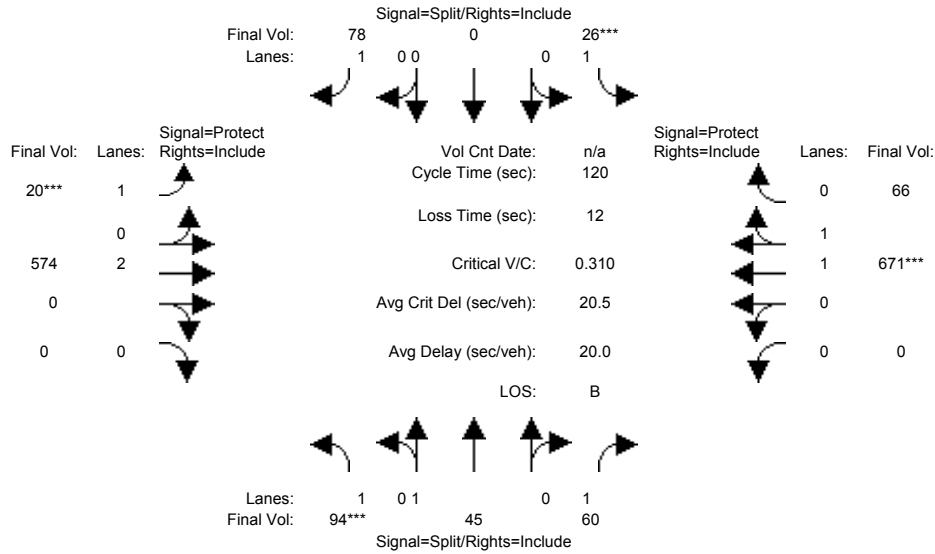 Signal=Split/Rights=Include
Final Vol: 78 0 26***
Lanes: 1 0 0 0 1
Signal=Protect Signal=Protect
Final Vol: Lanes: Rights=Include Vol Cnt Date: n/a Rights=Include Lanes: Final Vol:
Cycle Time (sec): 120
20*** 1 0 66
Loss Time (sec): 12
0 1
574 2 Critical V/C: 0.310 1 671***
0 0 Avg Crit Del (sec/veh): 20.5 0
0 0 Avg Delay (sec/veh): 20.0 0 0
LOS: B
Lanes: 1 0 1 0 1
Final Vol: 94*** 45 60
Signal=Split/Rights=Include